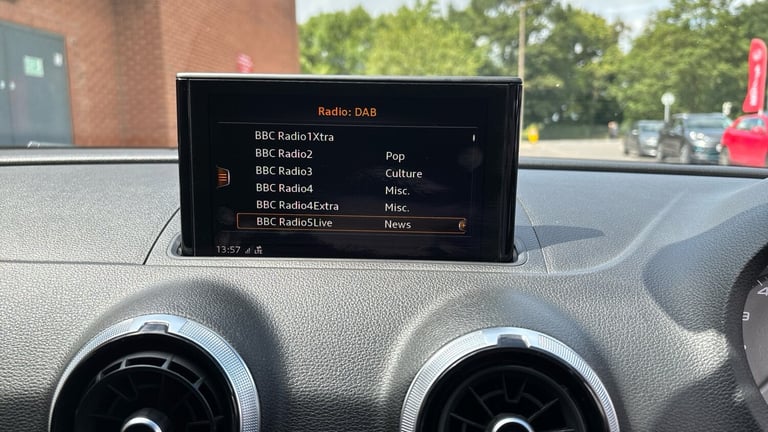 Radio: DAB
BBC Radio1Xtra
BBC Radio2 Pop
BBC Radio3 Culture
BBC Radio4 Misc.
BBC Radio4Extra Misc.
BBC Radio5Live News
13:57 LTE